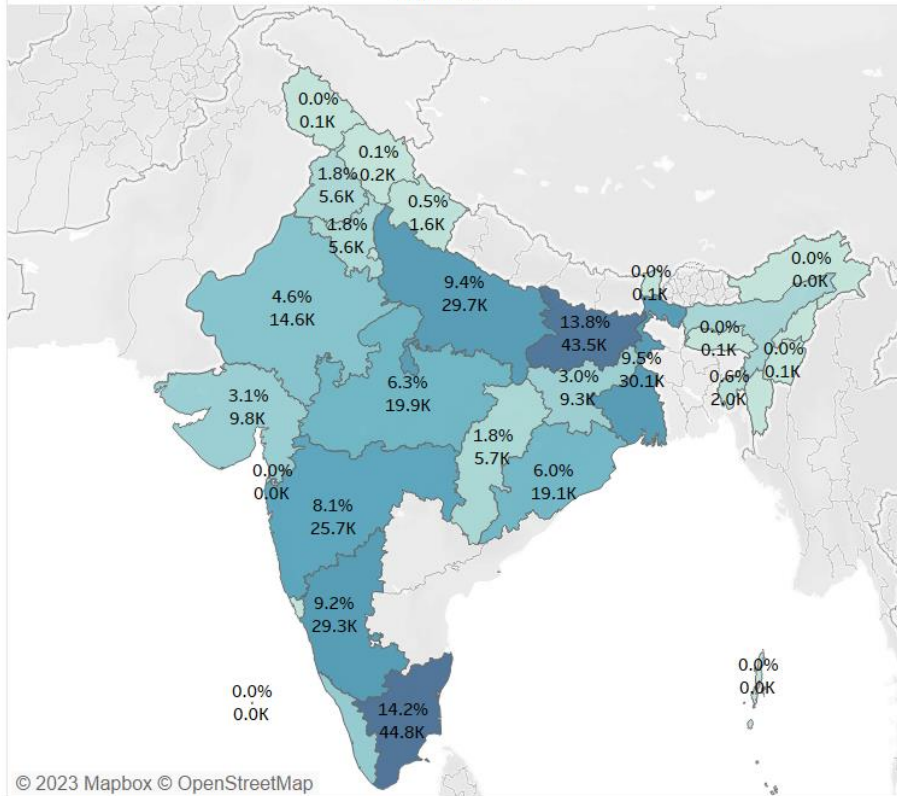 0.0%
0.1K
0.1%
0.2K
1.8%
5.6K
0.5%
1.6K
1.8%
5.6K
9.4%
29.7K
0.0%
0.1K
0.0%
0.0K
4.6%
14.6K
13.8%
43.5K
0.0%
0.1K
9.5%
30.1K
0.0%
0.1K
6.3%
19.9K
3.0%
9.3K
0.6%
2.0K
3.1%
9.8K
1.8%
5.7K
0.0%
0.0K
6.0%
19.1K
8.1%
25.7K
9.2%
29.3K
0.0%
0.0K
0.0%
0.0K
14.2%
44.8K
© 2023 Mapbox © OpenStreetMap